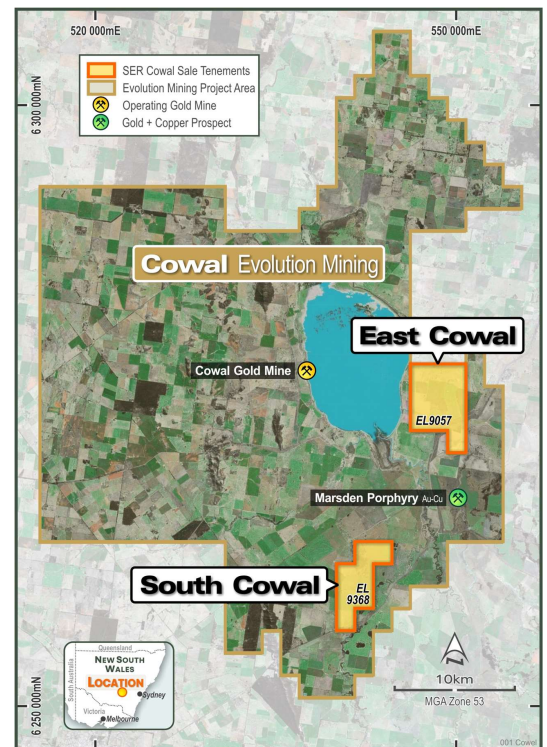 520 000mE
550 000mE
6 300 000mN
SER Cowal Sale Tenements
Evolution Mining Project Area
Operating Gold Mine
Gold + Copper Prospect
Cowal Evolution Mining
East Cowal
Cowal Gold Mine
EL9057
Marsden Porphyry Au-Cu
South Cowal
EL
9368
Queensland
South Australia
NEW SOUTH
WALES
LOCATION
Sydney
Victoria
Melbourne
6 250 000mN
10km
MGA Zone 53
001 Cowel